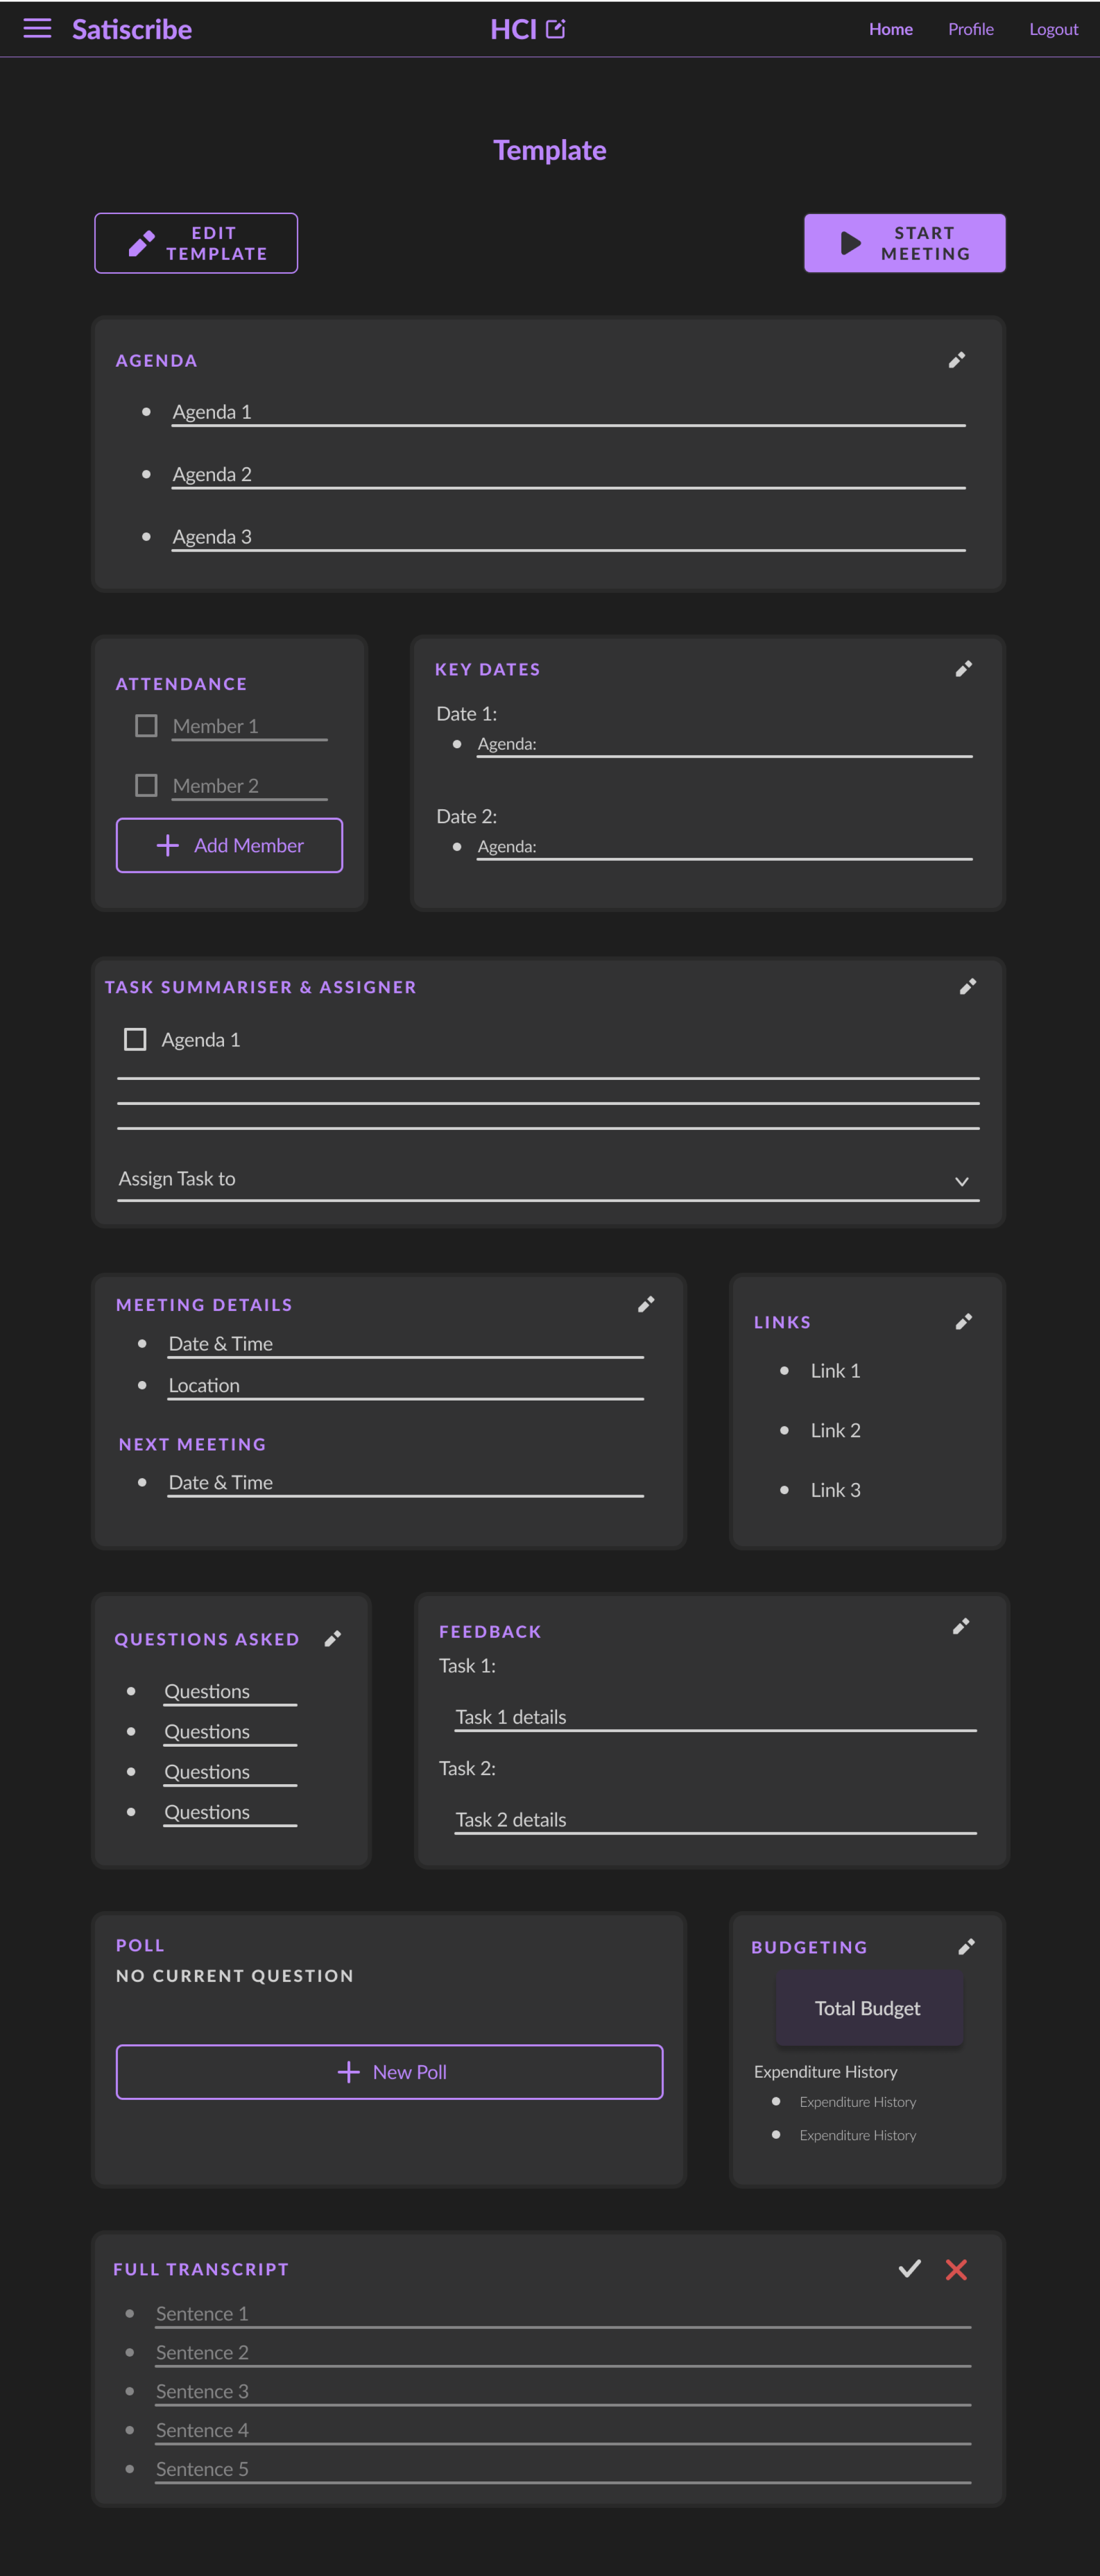 Satiscribe
HCI
Home
Profile
Logout
Template
EDIT
TEMPLATE
START
MEETING
AGENDA
Agenda 1
Agenda 2
Agenda 3
ATTENDANCE
Member 1
Member 2
Add Member
KEY DATES
Date 1:
Agenda:
Date 2:
Agenda:
TASK SUMMARISER & ASSIGNER
Agenda 1
Assign Task to
MEETING DETAILS
Date & Time
Location
NEXT MEETING
Date & Time
LINKS
Link 1
Link 2
Link 3
QUESTIONS ASKED
Questions
Questions
Questions
Questions
FEEDBACK
Task 1:
Task 1 details
Task 2:
Task 2 details
POLL
NO CURRENT QUESTION
New Poll
BUDGETING
Total Budget
Expenditure History
Expenditure History
Expenditure History
FULL TRANSCRIPT
Sentence 1
Sentence 2
Sentence 3
Sentence 4
Sentence 5